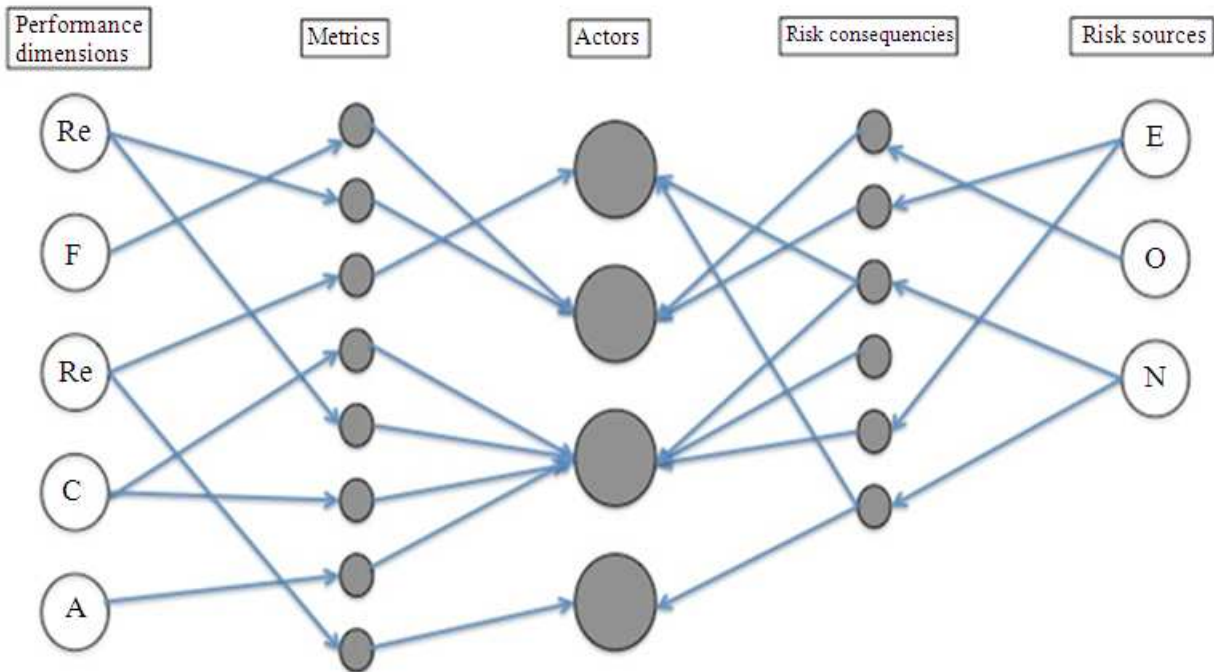 Performance
dimensions
Metrics
Actors
Risk consequencies
Risk sources
Re
F
Re
C
A
E
O
N